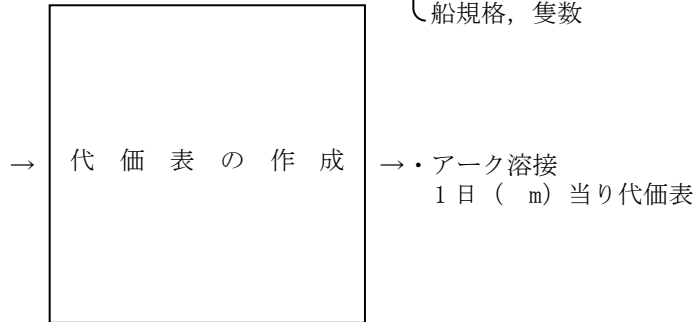 船規格，隻数
→ 代 価 表 の 作 成 →・アーク溶接
1日（　m）当り代価表